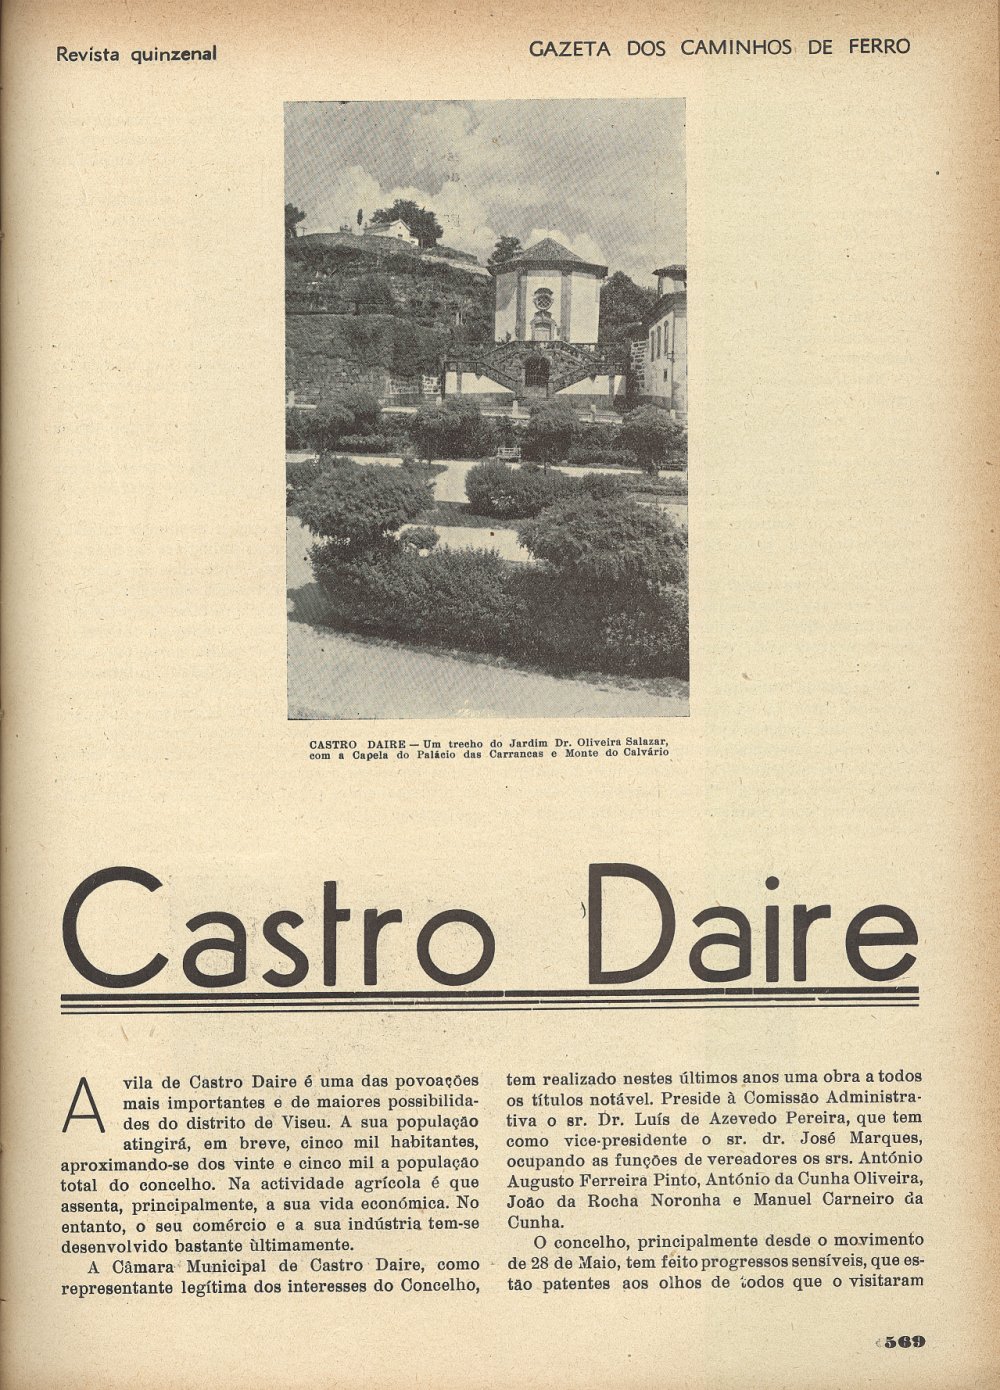 Revista quinzenal
GAZETA DOS CAMINHOS DE FERRO
CASTRO DAIRE — Um trecho do Jardim Dr. Oliveira Salazar,
com a Capela do Palácio das Carrancas e Monte do Calvário
Castro Daire
A vila de Castro Daire é uma das povoações
mais importantes e de maiores possibilida-
des do distrito de Viseu. A sua população
atingirá, em breve, cinco mil habitantes,
aproximando-se dos vinte e cinco mil a população
total do concelho. Na actividade agrícola é que
assenta, principalmente, a sua vida económica. No
entanto, o seu comércio e a sua indústria tem-se
desenvolvido bastante ùltimamente.
A Câmara Municipal de Castro Daire, como
representante legítima dos interesses do Concelho,
tem realizado nestes últimos anos uma obra a todos
os títulos notável. Preside à Comissão Administra-
tiva o sr. Dr. Luís de Azevedo Pereira, que tem
como vice-presidente o sr. dr. José Marques,
ocupando as funções de vereadores os srs. António
Augusto Ferreira Pinto, António da Cunha Oliveira,
João da Rocha Noronha e Manuel Carneiro da
Cunha.
O concelho, principalmente desde o movimento
de 28 de Maio, tem feito progressos sensíveis, que es-
tão patentes aos olhos de todos que o visitaram
569